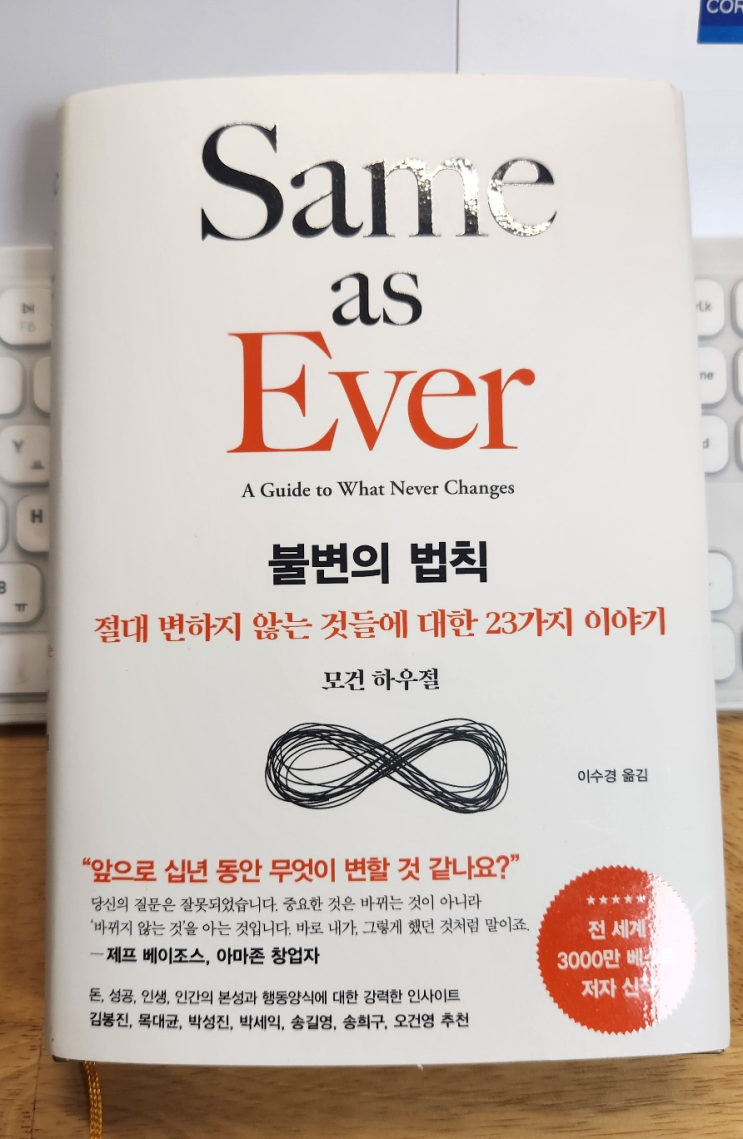 COR
Same
as
Ever
A Guide to What Never Changes
불변의 법칙
절대 변하지 않는 것들에 대한 23가지 이야기
모건 하우절
이수경 옮김
“앞으로 십년 동안 무엇이 변할 것 같나요?”
당신의 질문은 잘못되었습니다. 중요한 것은 바뀌는 것이 아니라
‘바뀌지 않는 것’을 아는 것입니다. 바로 내가, 그렇게 했던 것처럼 말이죠.
─ 제프 베이조스, 아마존 창업자
돈, 성공, 인생, 인간의 본성과 행동양식에 대한 강력한 인사이트
김봉진, 목대균, 박성진, 박세익, 송길영, 송희구, 오건영 추천
★★★★★
전 세계
3000만
저자
F6
Y
ㅛ
H
B
ㅠ